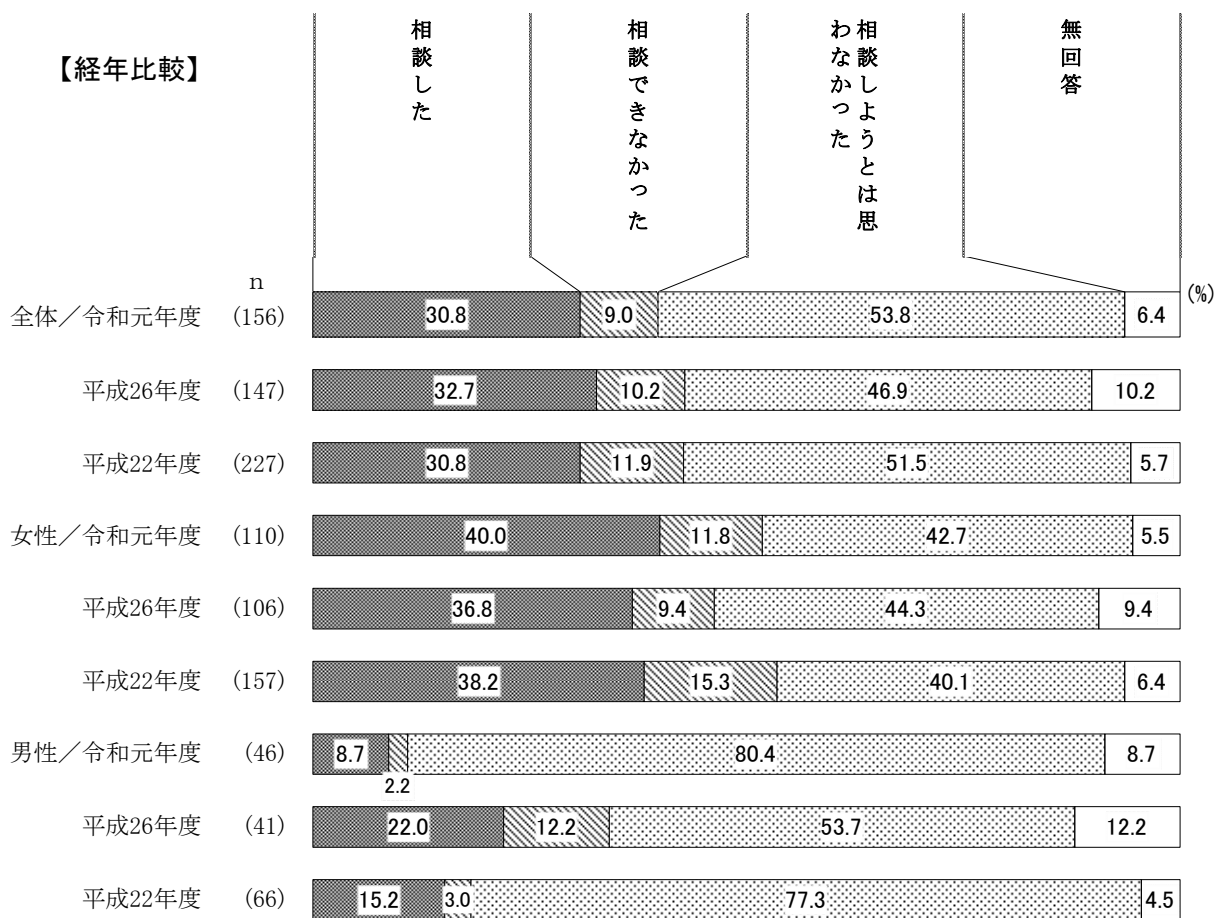 【経年比較】
相談した
相談できなかった
相談しようとは思
わなかった
無回答
n
(%)
全体／令和元年度 (156) 30.8 9.0 53.8 6.4
平成26年度 (147) 32.7 10.2 46.9 10.2
平成22年度 (227) 30.8 11.9 51.5 5.7
女性／令和元年度 (110) 40.0 11.8 42.7 5.5
平成26年度 (106) 36.8 9.4 44.3 9.4
平成22年度 (157) 38.2 15.3 40.1 6.4
男性／令和元年度 (46) 8.7 2.2 80.4 8.7
平成26年度 (41) 22.0 12.2 53.7 12.2
平成22年度 (66) 15.2 3.0 77.3 4.5